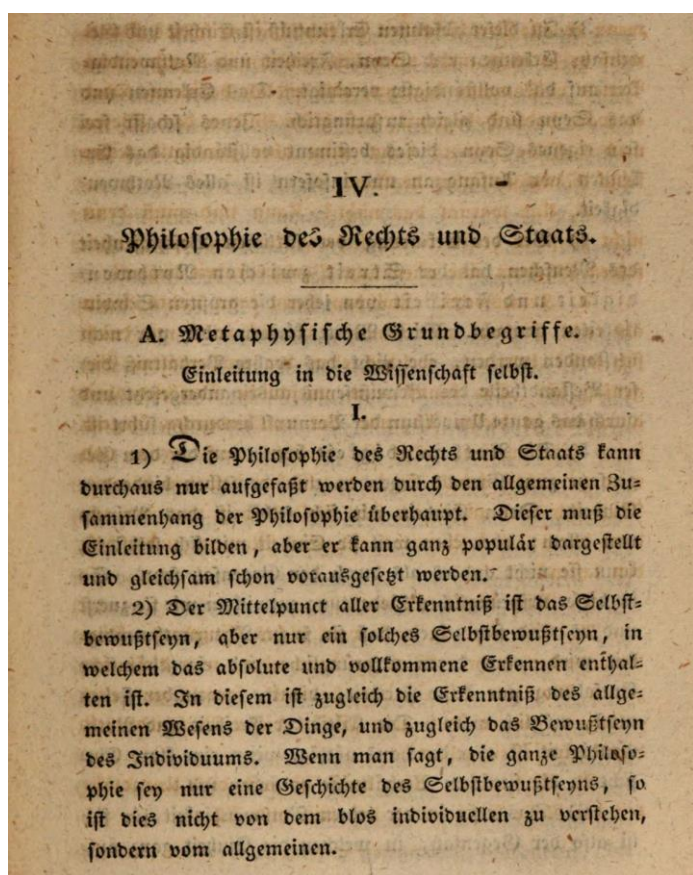 IV.
Philosophie des Rechts und Staats.
A. Metaphysische Grundbegriffe.
Einleitung in die Wissenschaft selbst.
I.
1) Die Philosophie des Rechts und Staats kann
durchaus nur aufgefaßt werden durch den allgemeinen Zu-
sammenhang der Philosophie überhaupt. Dieser muß die
Einleitung bilden, aber er kann ganz populär dargestellt
und gleichsam schon vorausgesetzt werden.
2) Der Mittelpunct aller Erkenntniß ist das Selbst-
bewußtseyn, aber nur ein solches Selbstbewußtseyn, in
welchem das absolute und vollkommene Erkennen enthal-
ten ist. In diesem ist zugleich die Erkenntniß des allge-
meinen Wesens der Dinge, und zugleich das Bewußtseyn
des Individuums. Wenn man sagt, die ganze Philoso-
phie sey nur eine Geschichte des Selbstbewußtseyns, so
ist dies nicht von dem blos individuellen zu verstehen,
sondern vom allgemeinen.